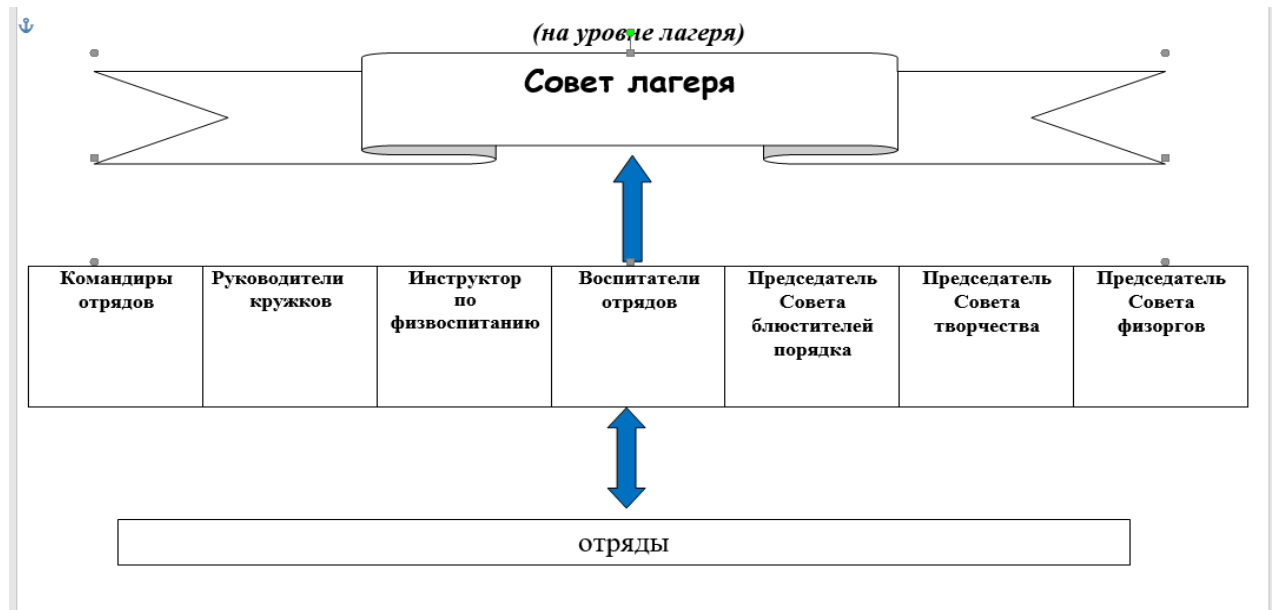 (на уровне лагеря)
Совет лагеря
Командиры
отрядов
Руководители
кружков
Инструктор
по
физвоспитанию
Воспитатели
отрядов
Председатель
Совета
блюстителей
порядка
Председатель
Совета
творчества
Председатель
Совета
физоргов
отряды